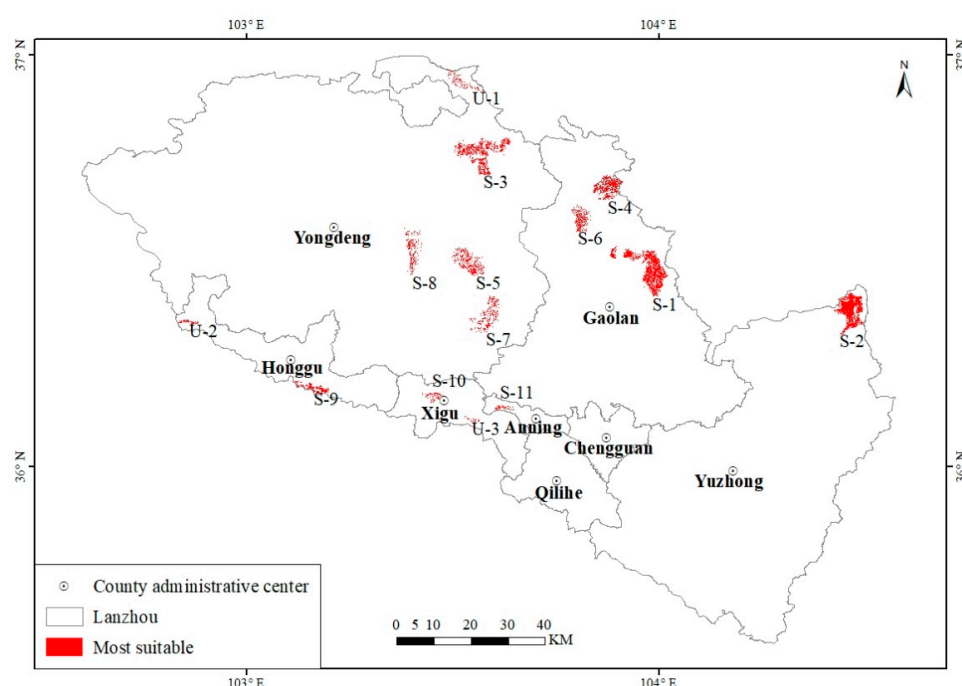 103° E
104° E
37° N
37° N
N
U-1
S-3
S-4
S-6
Yongdeng
S-8
S-5
S-1
Gaolan
S-7
U-2
S-2
Honggu
S-9
S-10
S-11
Xigu
U-3
Anning
Chengguan
36° N
36° N
Yuzhong
Qilihe
County administrative center
Lanzhou
Most suitable
0 5 10 20 30 40
KM
103° E
104° E